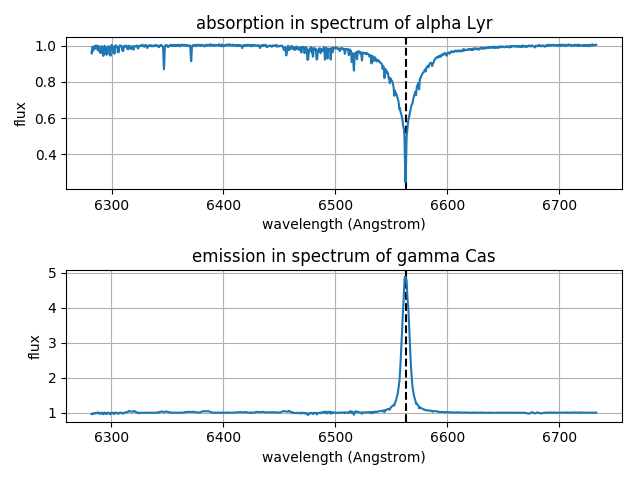 absorption in spectrum of alpha Lyr
1.0
0.8
0.6
0.4
flux
6300 6400 6500 6600 6700
wavelength (Angstrom)
emission in spectrum of gamma Cas
5
4
3
2
1
flux
6300 6400 6500 6600 6700
wavelength (Angstrom)